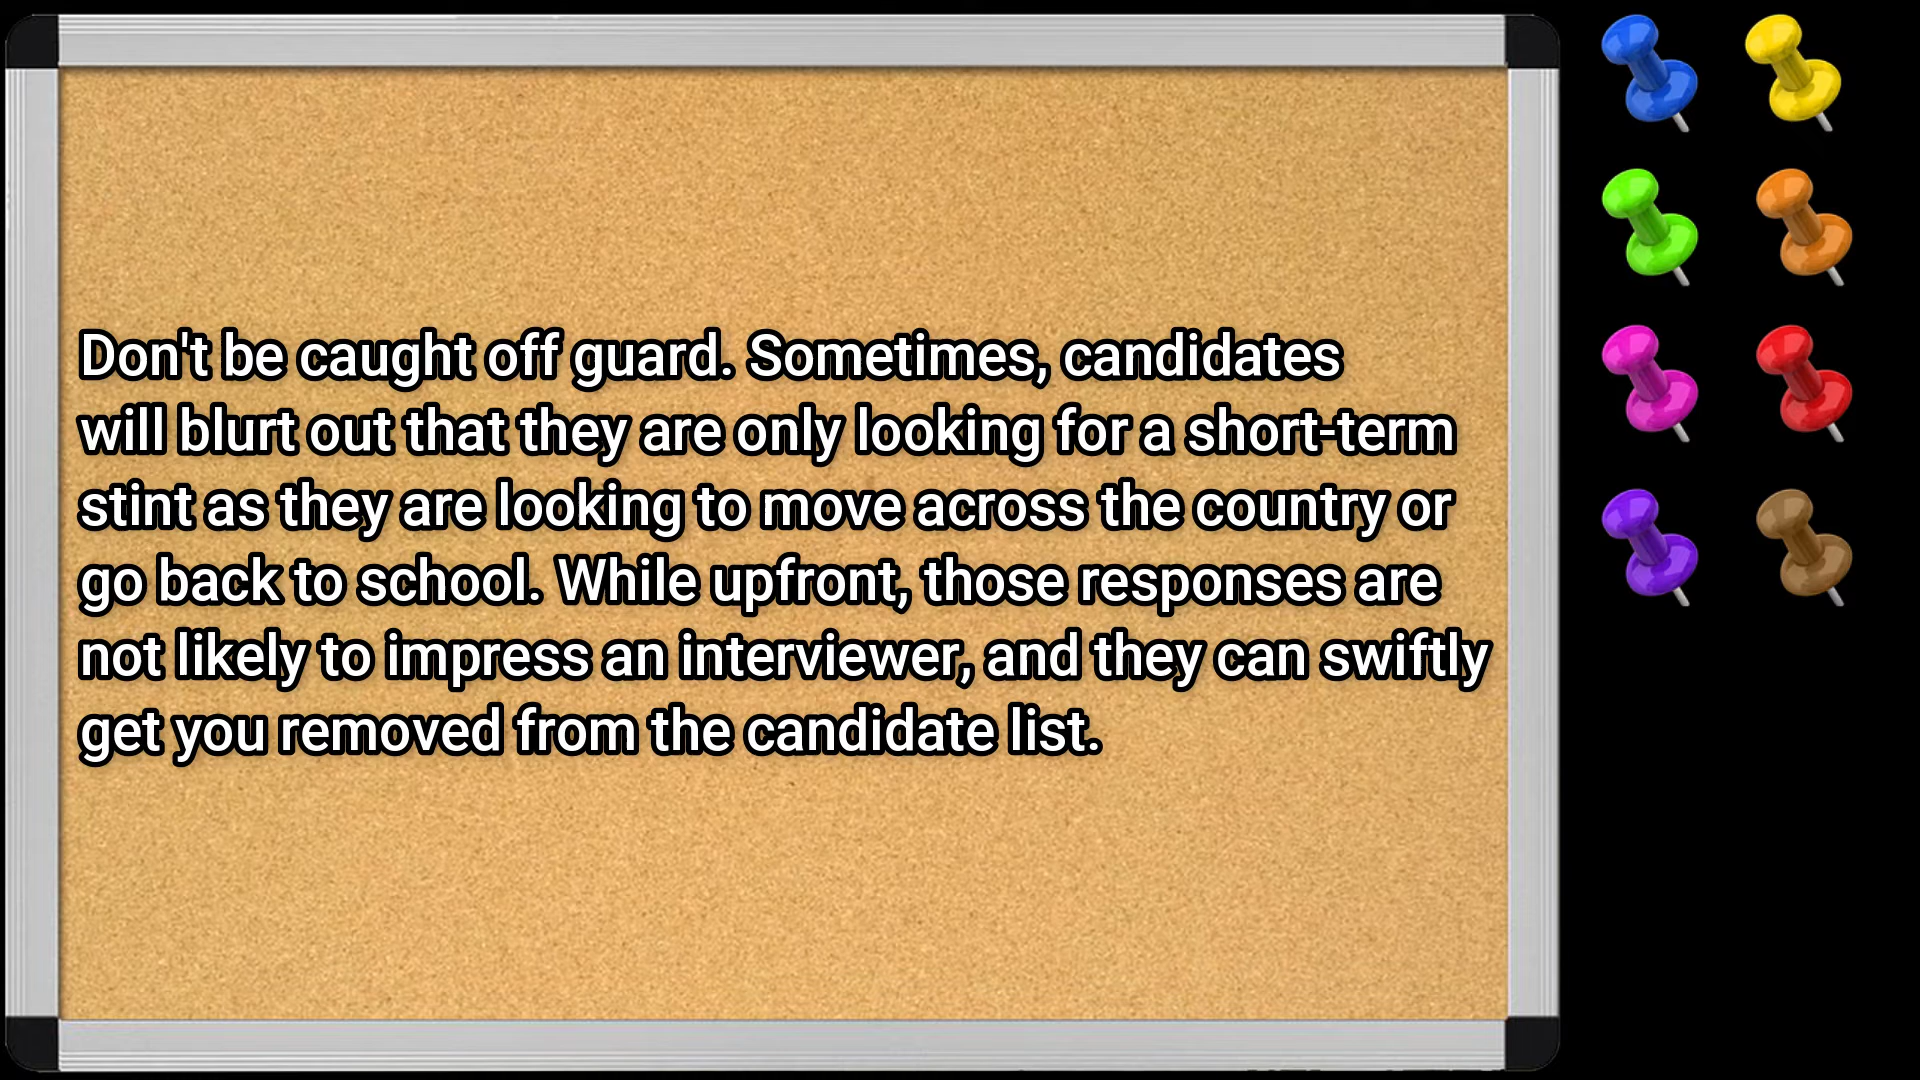 Don't be caught off guard. Sometimes, candidates
will blurt out that they are only looking for a short-term
stint as they are looking to move across the country or
go back to school. While upfront, those responses are
not likely to impress an interviewer, and they can swiftly
get you removed from the candidate list.